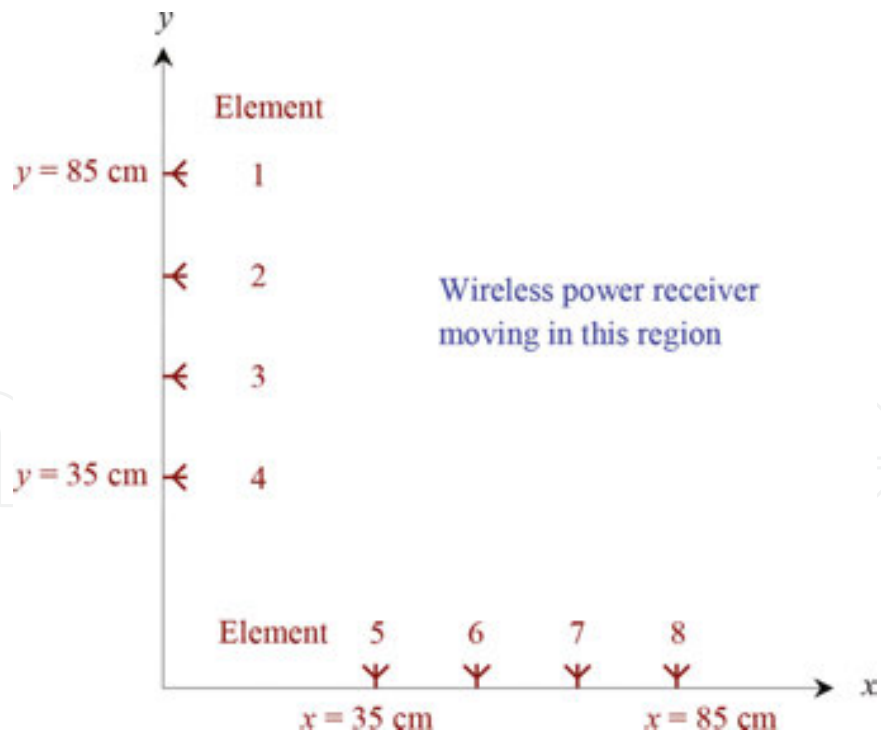 y
Element
y = 85 cm
1
2
Wireless power receiver
moving in this region
3
y = 35 cm
4
Element 5 6 7 8
x
x = 35 cm x = 85 cm